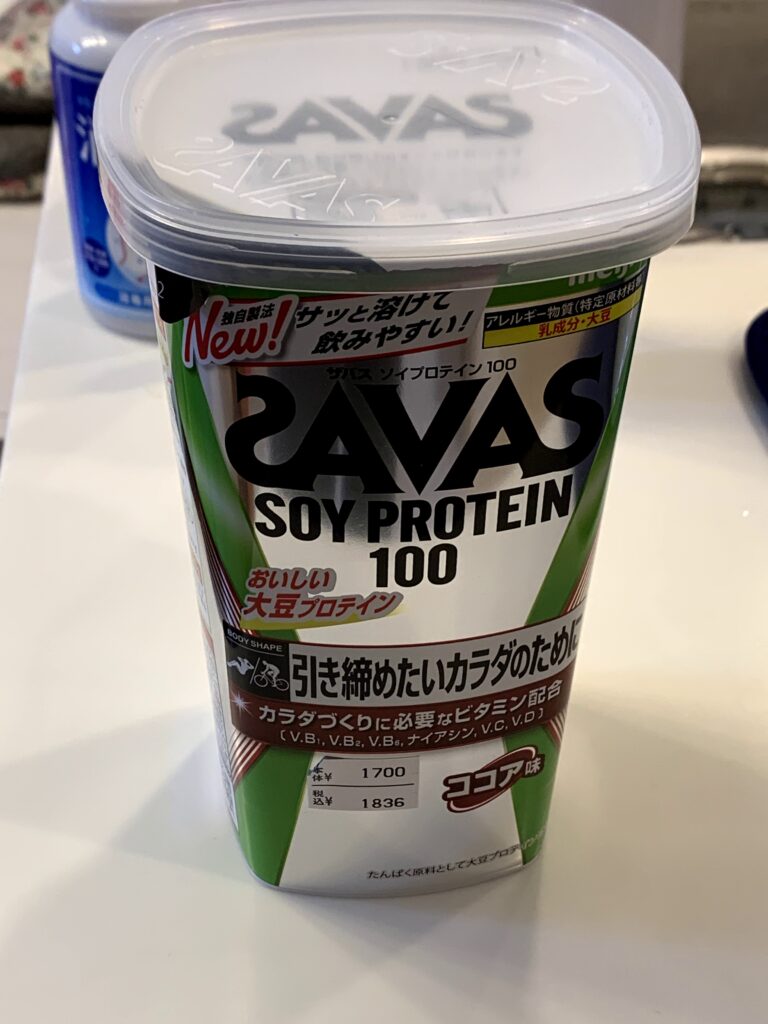 SAVAS
SAVAS
meiji
New!
独自製法
サッと溶けて
飲みやすい!
アレルギー物質(特定原材料
乳成分・大豆
ザバス ソイプロテイン100
SAVAS
SOY PROTEIN
100
おいしい
大豆プロテイン
BODY SHAPE
引き締めたいカラダのために
カラダづくりに必要なビタミン配合
(V.B1, V.B2, V.B6, ナイアシン, V.C, V.D)
本体¥ 1700
税込¥ 1836
ココア味
たんぱく原料として大豆プロテイン